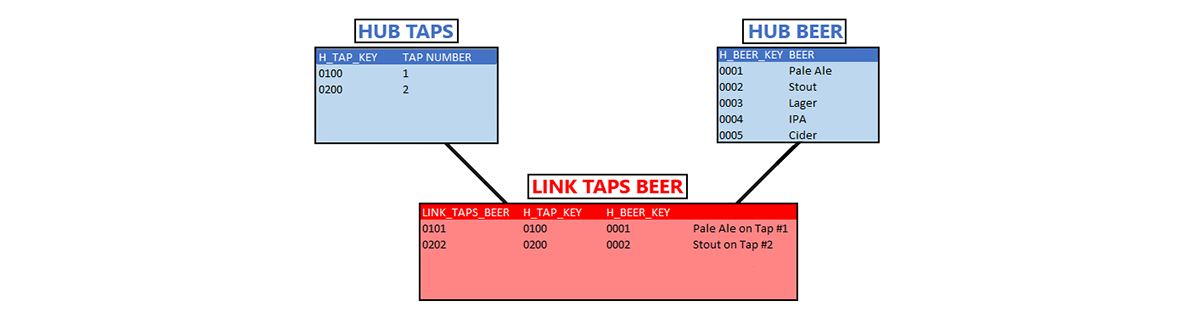 HUB TAPS
H_TAP_KEY TAP NUMBER
0100 1
0200 2
HUB BEER
H_BEER_KEY BEER
0001 Pale Ale
0002 Stout
0003 Lager
0004 IPA
0005 Cider
LINK TAPS BEER
LINK_TAPS_BEER H_TAP_KEY H_BEER_KEY
0101 0100 0001 Pale Ale on Tap #1
0202 0200 0002 Stout on Tap #2